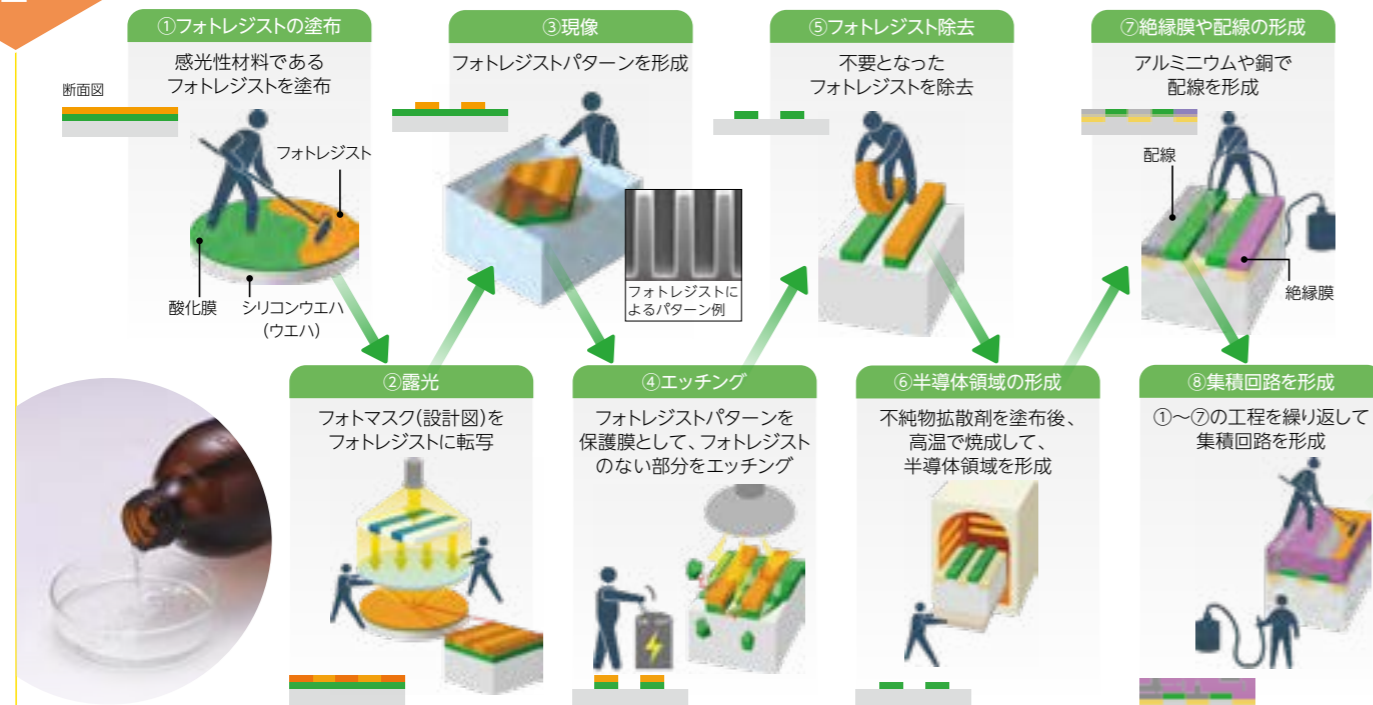 ①フォトレジストの塗布
感光性材料である
フォトレジストを塗布
断面図
フォトレジスト
酸化膜
シリコンウエハ
(ウエハ)
②露光
フォトマスク(設計図)を
フォトレジストに転写
③現像
フォトレジストパターンを形成
フォトレジストに
よるパターン例
④エッチング
フォトレジストパターンを
保護膜として、フォトレジスト
のない部分をエッチング
⑤フォトレジスト除去
不要となった
フォトレジストを除去
⑥半導体領域の形成
不純物拡散剤を塗布後、
高温で焼成して、
半導体領域を形成
⑦絶縁膜や配線の形成
アルミニウムや銅で
配線を形成
配線
絶縁膜
⑧集積回路を形成
①〜⑦の工程を繰り返して
集積回路を形成